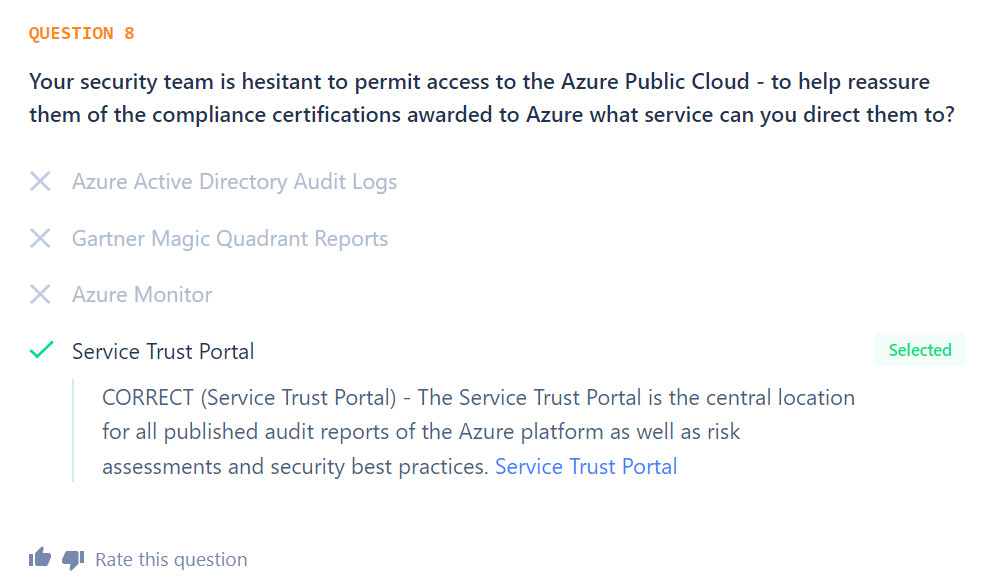 QUESTION 8
Your security team is hesitant to permit access to the Azure Public Cloud - to help reassure
them of the compliance certifications awarded to Azure what service can you direct them to?
Azure Active Directory Audit Logs
Gartner Magic Quadrant Reports
Azure Monitor
Service Trust Portal Selected
CORRECT (Service Trust Portal) - The Service Trust Portal is the central location
for all published audit reports of the Azure platform as well as risk
assessments and security best practices. Service Trust Portal
Rate this question